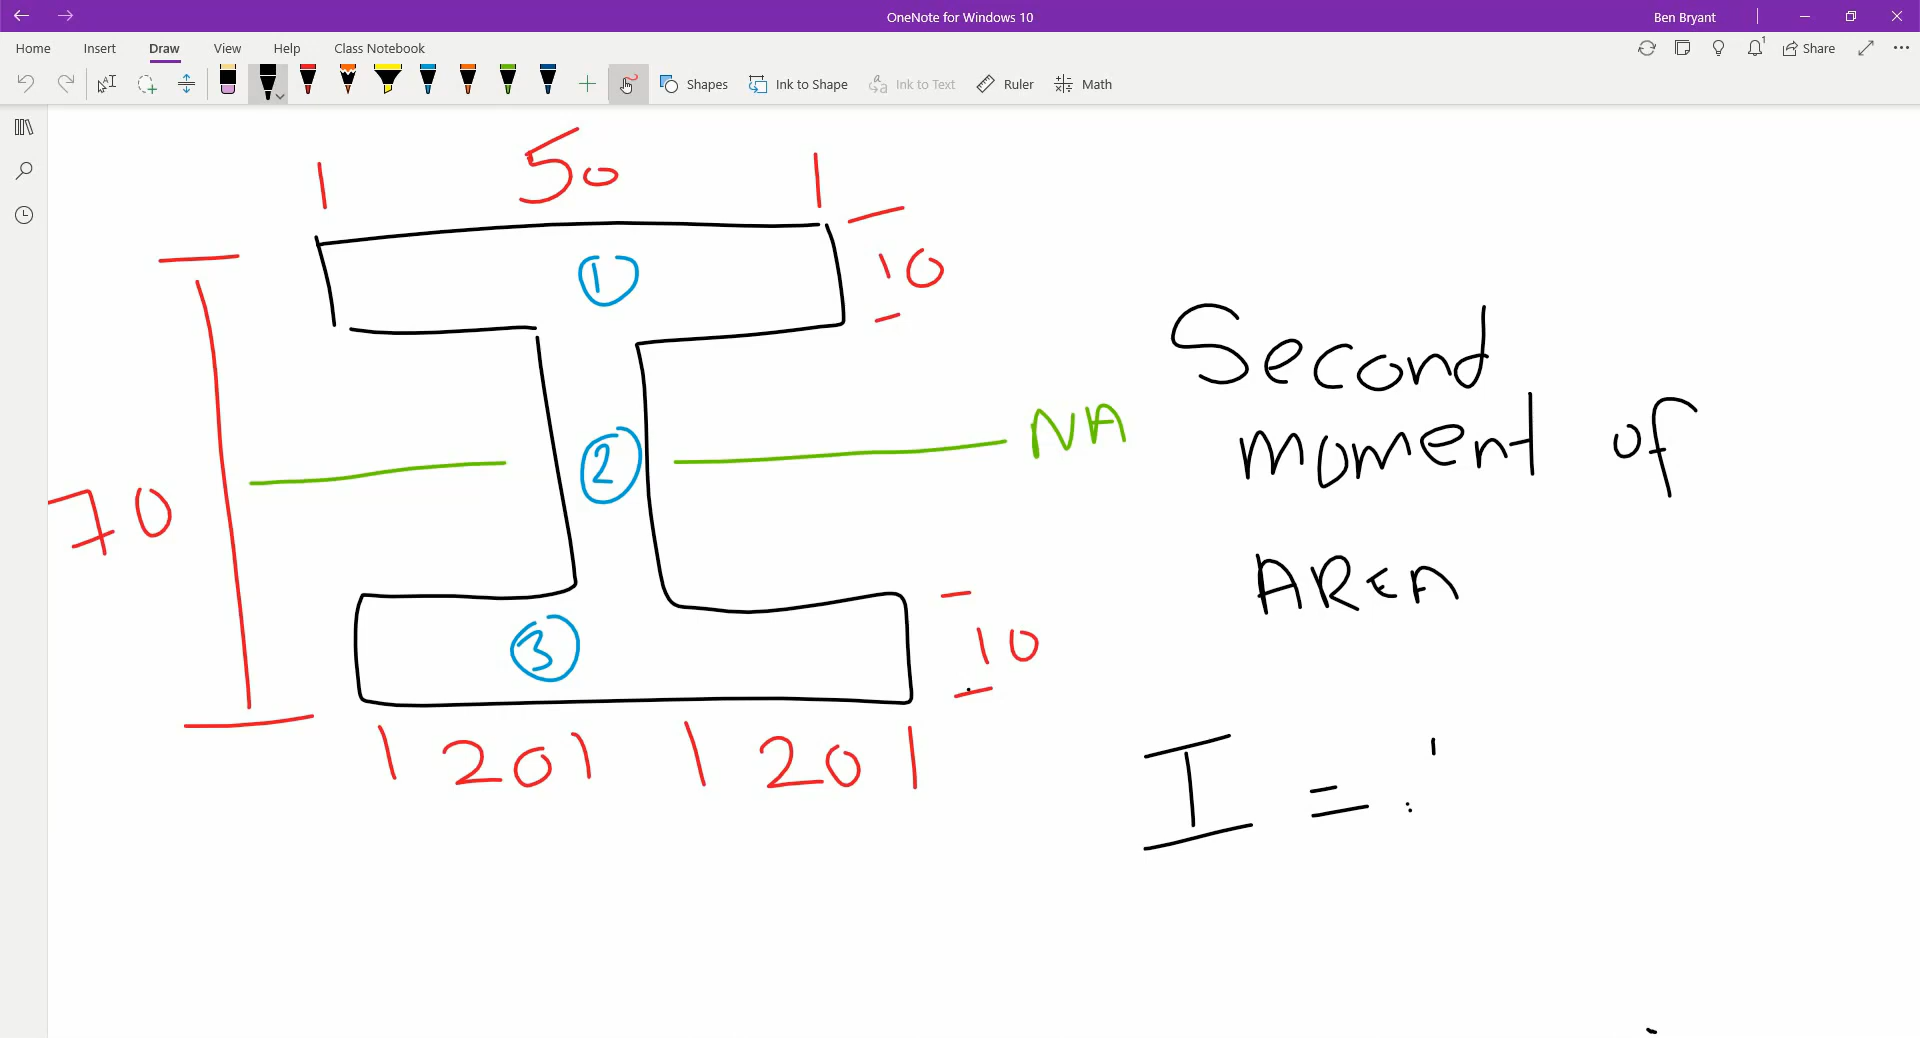 OneNote for Windows 10
Ben Bryant
Home Insert Draw View Help Class Notebook
1 Share
Shapes Ink to Shape Ink to Text Ruler Math
50
10
1
70
2
NA
3
10
20 20
Second
moment of
AREA
I =